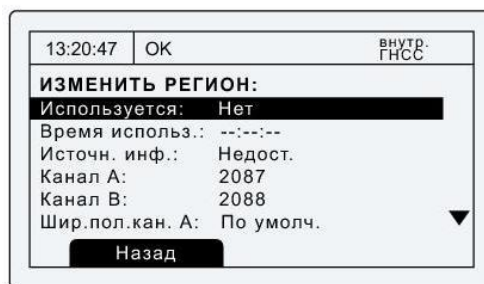 13:20:47 OK внутр. ГНСС
ИЗМЕНИТЬ РЕГИОН:
Используется: Нет
Время использ.: --:--:--
Источн. инф.: Недост.
Канал A: 2087
Канал B: 2088
Шир.пол.кан. A: По умолч.
Назад